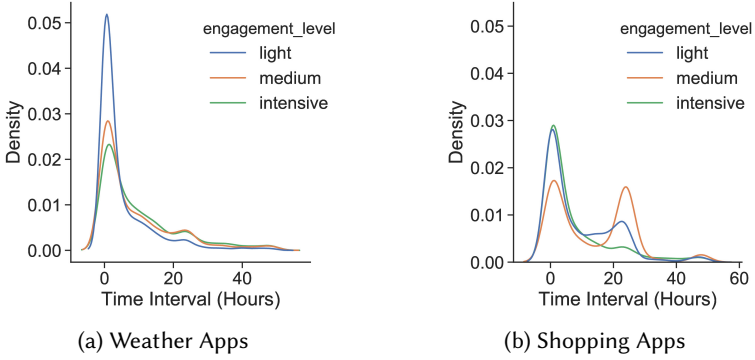 engagement_level
light
medium
intensive
0.05
0.04
0.03
0.02
0.01
0.00
Density
0 20 40
Time Interval (Hours)
(a) Weather Apps
engagement_level
light
medium
intensive
0.05
0.04
0.03
0.02
0.01
0.00
Density
0 20 40 60
Time Interval (Hours)
(b) Shopping Apps